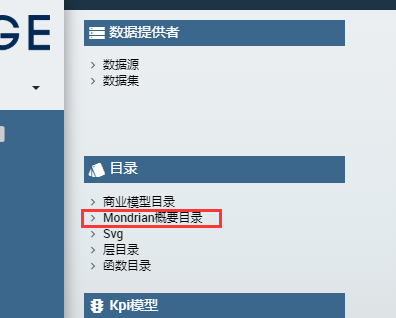 GE
数据提供者
数据源
数据集
目录
商业模型目录
Mondrian概要目录
Svg
层目录
函数目录
Kpi模型